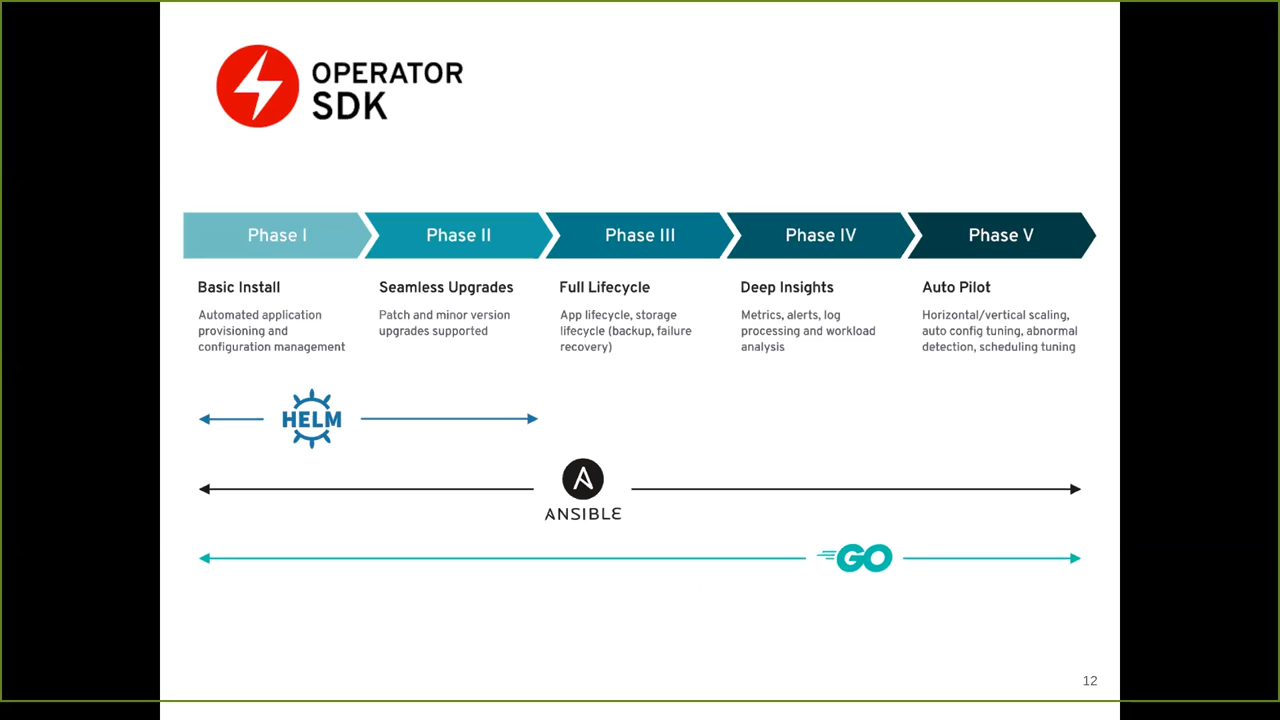 OPERATOR
SDK
Phase I
Phase II
Phase III
Phase IV
Phase V
Basic Install
Automated application
provisioning and
configuration management
Seamless Upgrades
Patch and minor version
upgrades supported
Full Lifecycle
App lifecycle, storage
lifecycle (backup, failure
recovery)
Deep Insights
Metrics, alerts, log
processing and workload
analysis
Auto Pilot
Horizontal/vertical scaling,
auto config tuning, abnormal
detection, scheduling tuning
HELM
A
ANSIBLE
GO
12